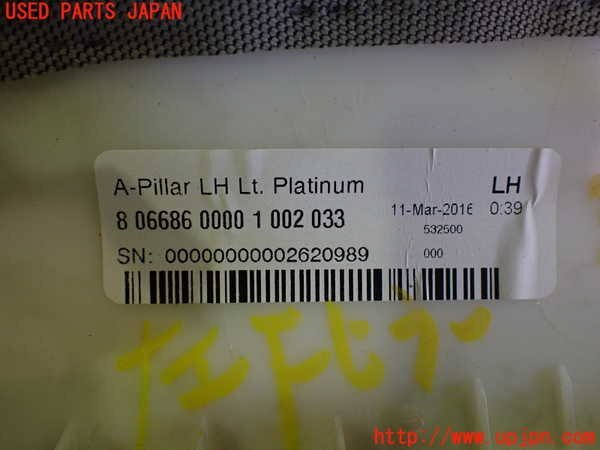 USED PARTS JAPAN
A-Pillar LH Lt. Platinum LH
8 06686 0000 1 002 033 11-Mar-2016 0:39
532500
SN: 00000000002620989 000
http://www.upjpn.com